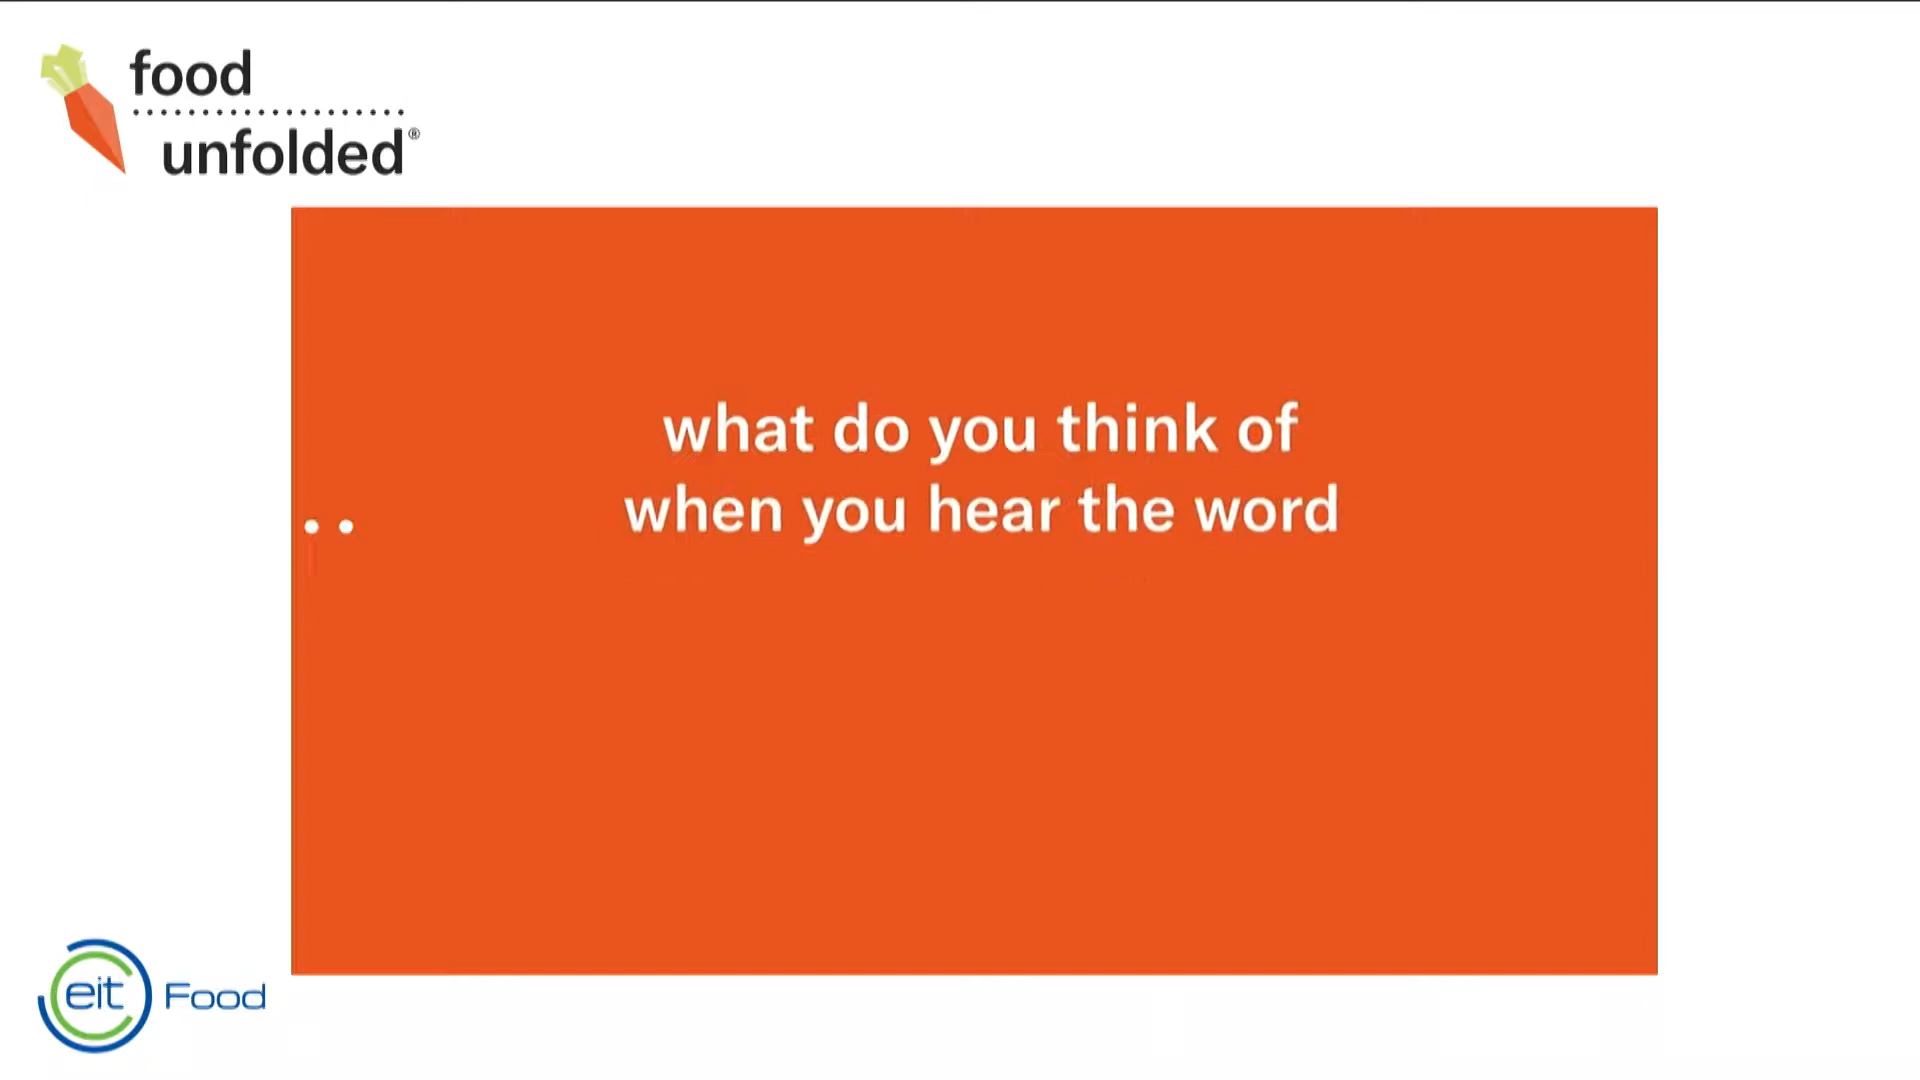 food
unfolded®
what do you think of
when you hear the word
..
eit Food